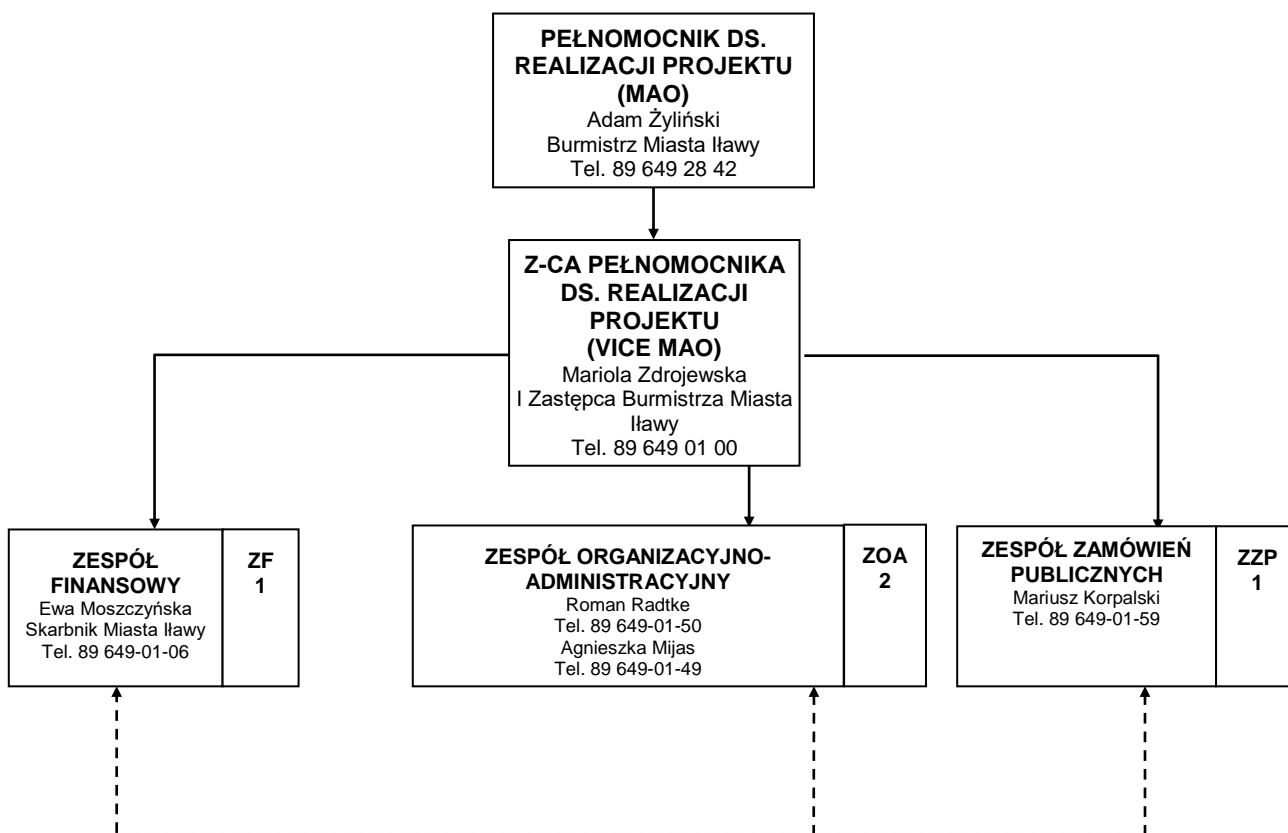 PEŁNOMOCNIK DS.
REALIZACJI PROJEKTU
(MAO)
Adam Żyliński
Burmistrz Miasta Iławy
Tel. 89 649 28 42
Z-CA PEŁNOMOCNIKA
DS. REALIZACJI
PROJEKTU
(VICE MAO)
Mariola Zdrojewska
I Zastępca Burmistrza Miasta
Iławy
Tel. 89 649 01 00
ZESPÓŁ
FINANSOWY
Ewa Moszczyńska
Skarbnik Miasta Iławy
Tel. 89 649-01-06
ZF
1
ZESPÓŁ ORGANIZACYJNO-
ADMINISTRACYJNY
Roman Radtke
Tel. 89 649-01-50
Agnieszka Mijas
Tel. 89 649-01-49
ZOA
2
ZESPÓŁ ZAMÓWIEŃ
PUBLICZNYCH
Mariusz Korpalski
Tel. 89 649-01-59
ZZP
1